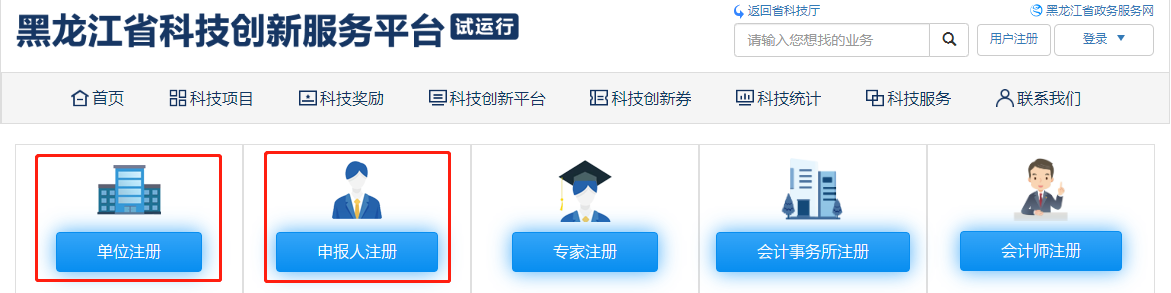 黑龙江省科技创新服务平台 试运行
返回省科技厅
黑龙江省政务服务网
请输入您想找的业务
用户注册
登录
首页 科技项目 科技奖励 科技创新平台 科技创新券 科技统计 科技服务 联系我们
单位注册 申报人注册 专家注册 会计事务所注册 会计师注册